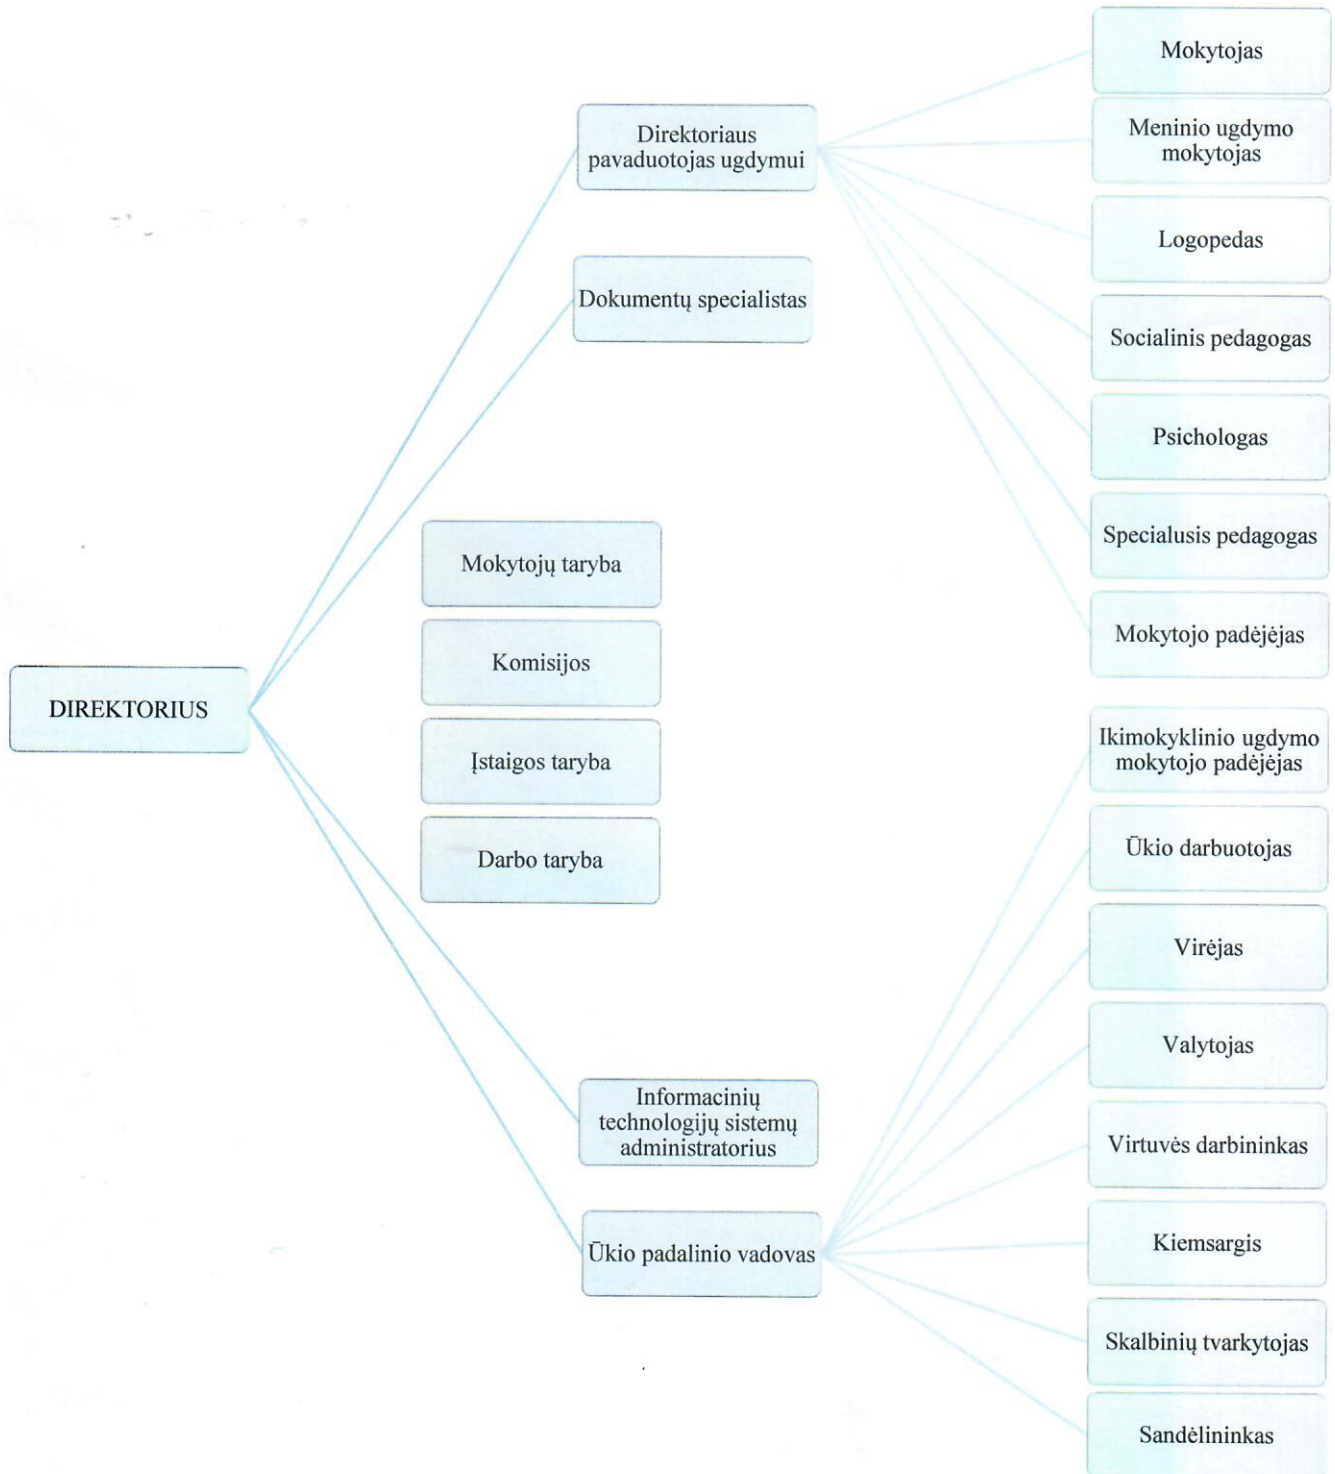 Mokytojas
Direktoriaus
pavaduotojas ugdymui
Meninio ugdymo
mokytojas
Logopedas
Dokumentų specialistas
Socialinis pedagogas
Psichologas
Specialusis pedagogas
Mokytojų taryba
Mokytojo padėjėjas
Komisijos
DIREKTORIUS
Įstaigos taryba
Ikimokyklinio ugdymo
mokytojo padėjėjas
Darbo taryba
Ūkio darbuotojas
Virėjas
Valytojas
Informacinių
technologijų sistemų
administratorius
Virtuvės darbininkas
Ūkio padalinio vadovas
Kiemsargis
Skalbinių tvarkytojas
Sandėlininkas